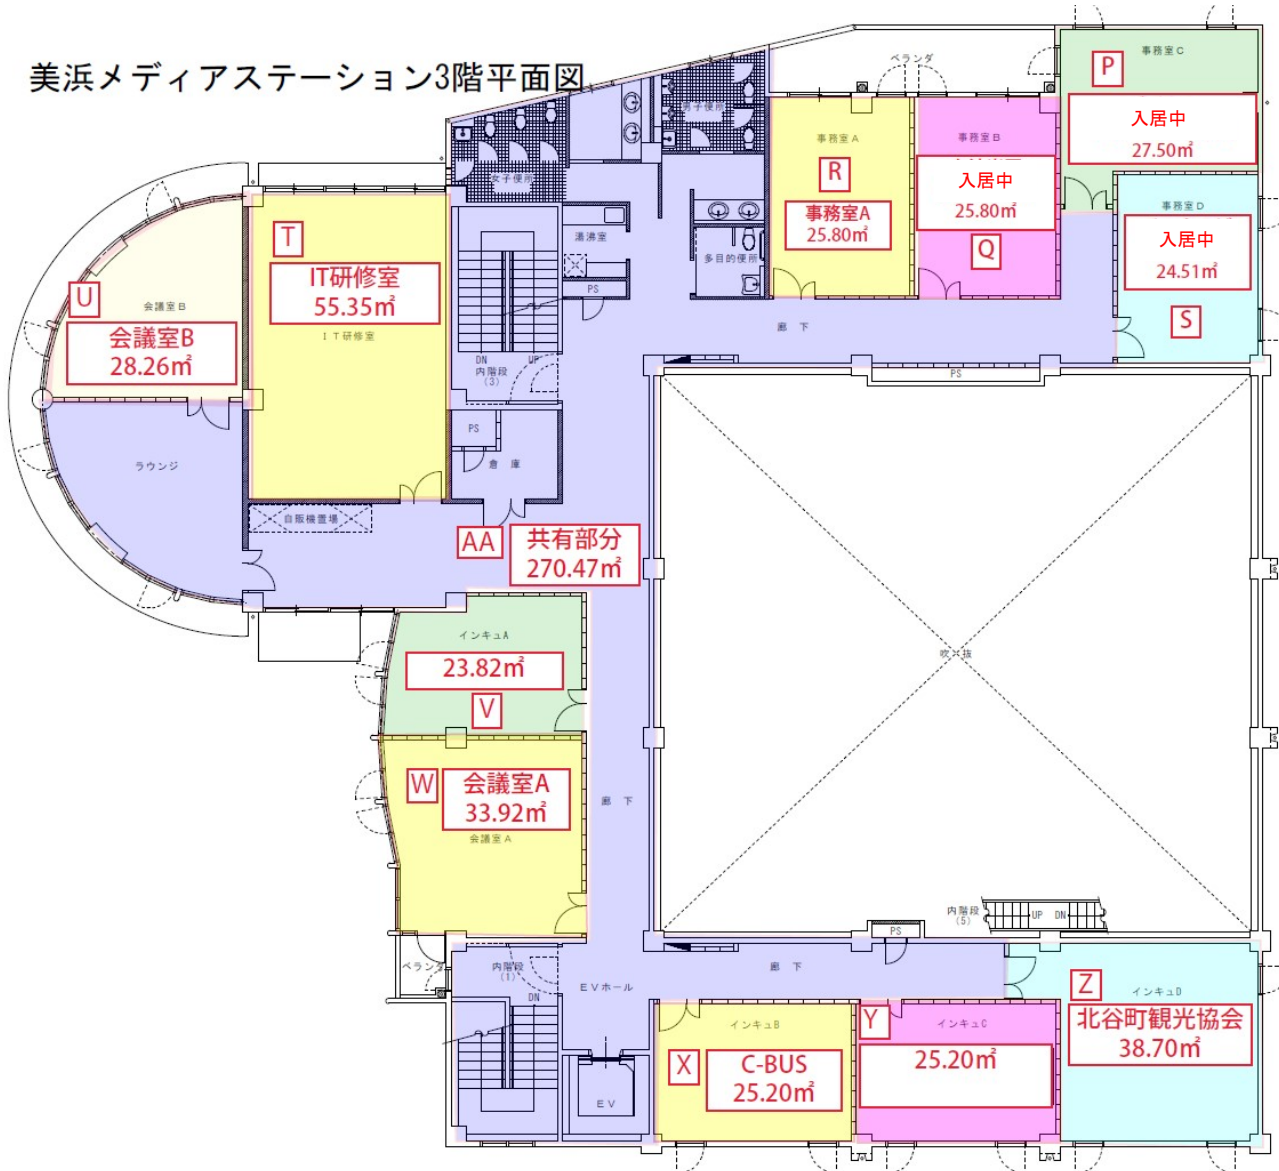 美浜メディアステーション3階平面図
ベランダ
事務室C
P
入居中
27.50㎡
男子便所
女子便所
事務室A
R
事務室A
25.80㎡
事務室B
入居中
25.80㎡
Q
事務室D
入居中
24.51㎡
S
T
IT研修室
55.35㎡
IT研修室
U
会議室B
会議室B
28.26㎡
湯沸室
PS
多目的便所
廊下
DN
UP
内階段
(3)
PS
PS
倉庫
ラウンジ
自販機置場
AA
共有部分
270.47㎡
インキュA
23.82㎡
V
吹抜
W
会議室A
33.92㎡
会議室A
廊下
内階段
(5)
UP DN
PS
ベランダ
内階段
(1)
DN
EVホール
廊下
EV
インキュB
X
C-BUS
25.20㎡
Y
インキュC
25.20㎡
Z
インキュD
北谷町観光協会
38.70㎡